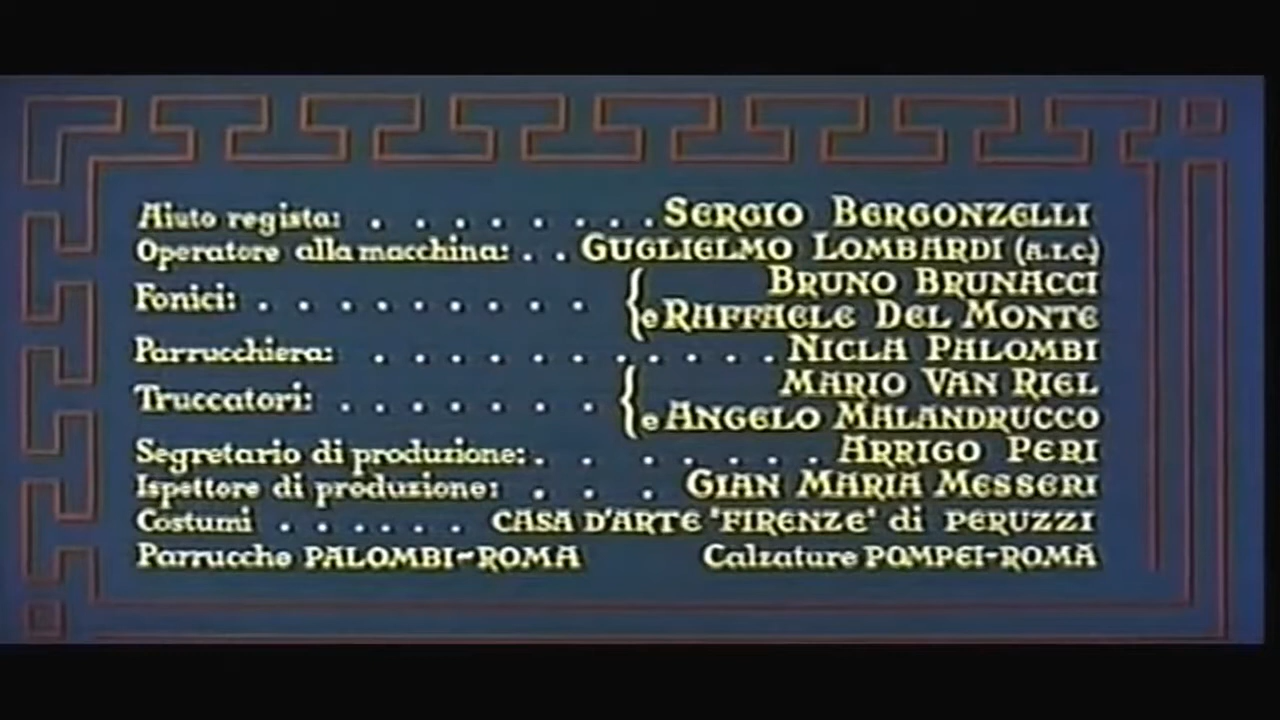 Aiuto regista: . . . . . . . . SERGIO BERGONZELLI
Operatore alla macchina: . . GUGLIELMO LOMBARDI (A.I.C.)
Fonici: . . . . . . . . . { BRUNO BRUNACCI
e RAFFAELE DEL MONTE
Parrucchiera: . . . . . . . . . . . . NICLA PALOMBI
Truccatori: . . . . . . . . { MARIO VAN RIEL
e ANGELO MALANDRUCCO
Segretario di produzione: . . . . . . . ARRIGO PERI
Ispettore di produzione: . . . GIAN MARIA MESSERI
Costumi . . . . . . CASA D'ARTE "FIRENZE" di PERUZZI
Parrucche PALOMBI-ROMA Calzature POMPEI-ROMA